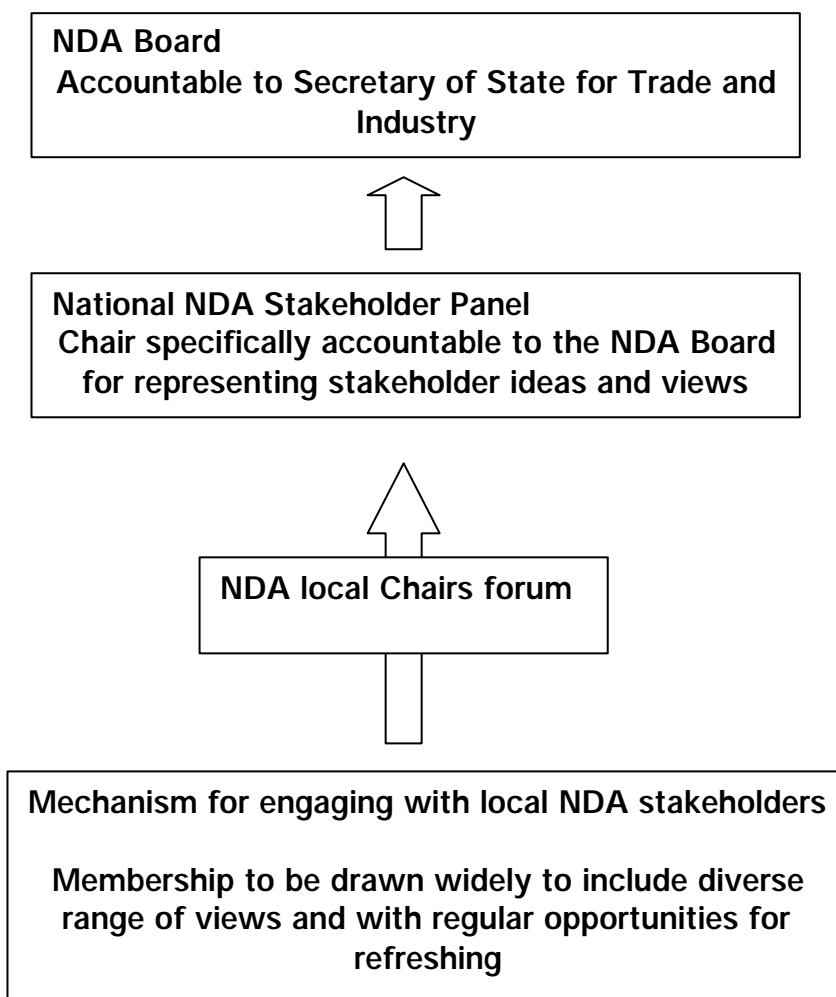 NDA Board
Accountable to Secretary of State for Trade and
Industry
National NDA Stakeholder Panel
Chair specifically accountable to the NDA Board
for representing stakeholder ideas and views
NDA local Chairs forum
Mechanism for engaging with local NDA stakeholders
Membership to be drawn widely to include diverse
range of views and with regular opportunities for
refreshing